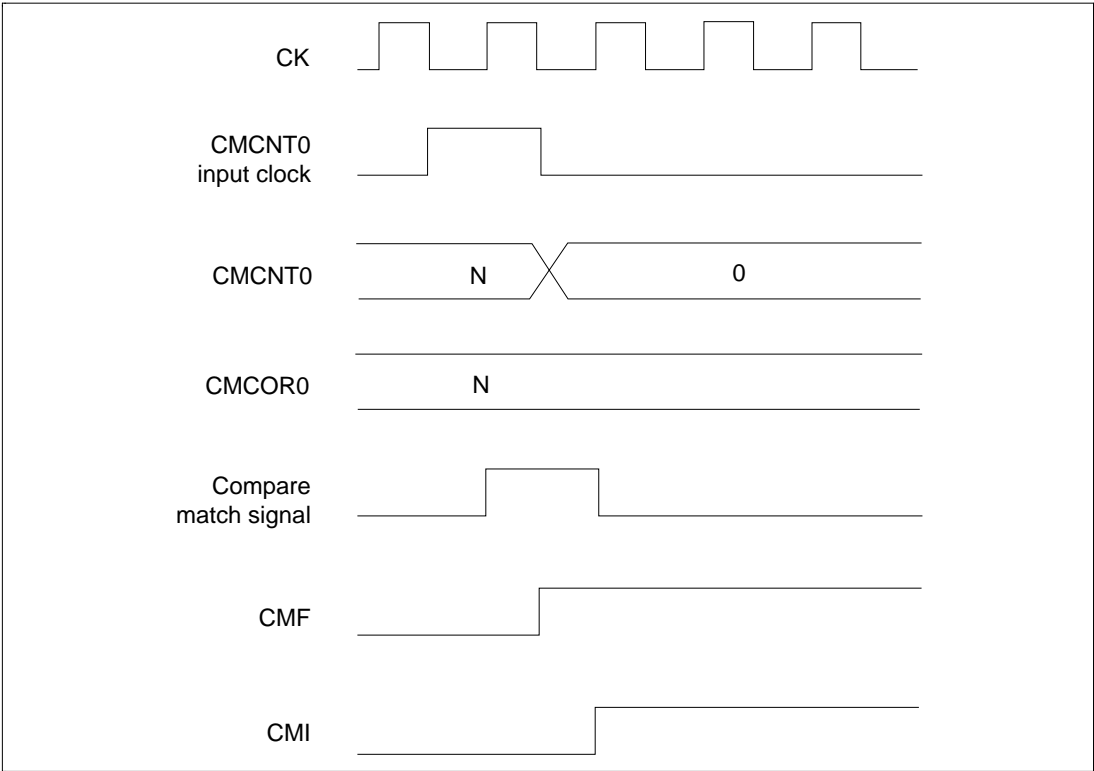 CK
CMCNT0
input clock
CMCNT0
N
0
CMCOR0
N
Compare
match signal
CMF
CMI